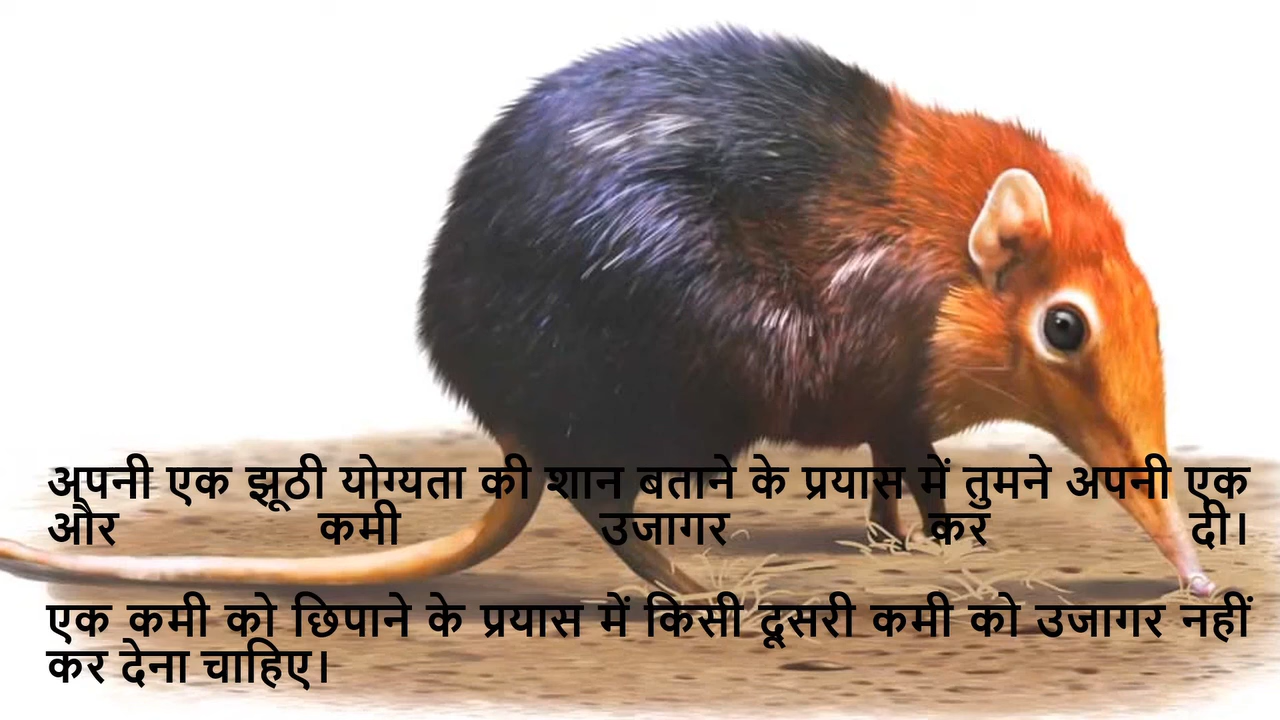 अपनी एक झूठी योग्यता की शान बताने के प्रयास में तुमने अपनी एक
और कमी उजागर कर दी।
एक कमी को छिपाने के प्रयास में किसी दूसरी कमी को उजागर नहीं
कर देना चाहिए।